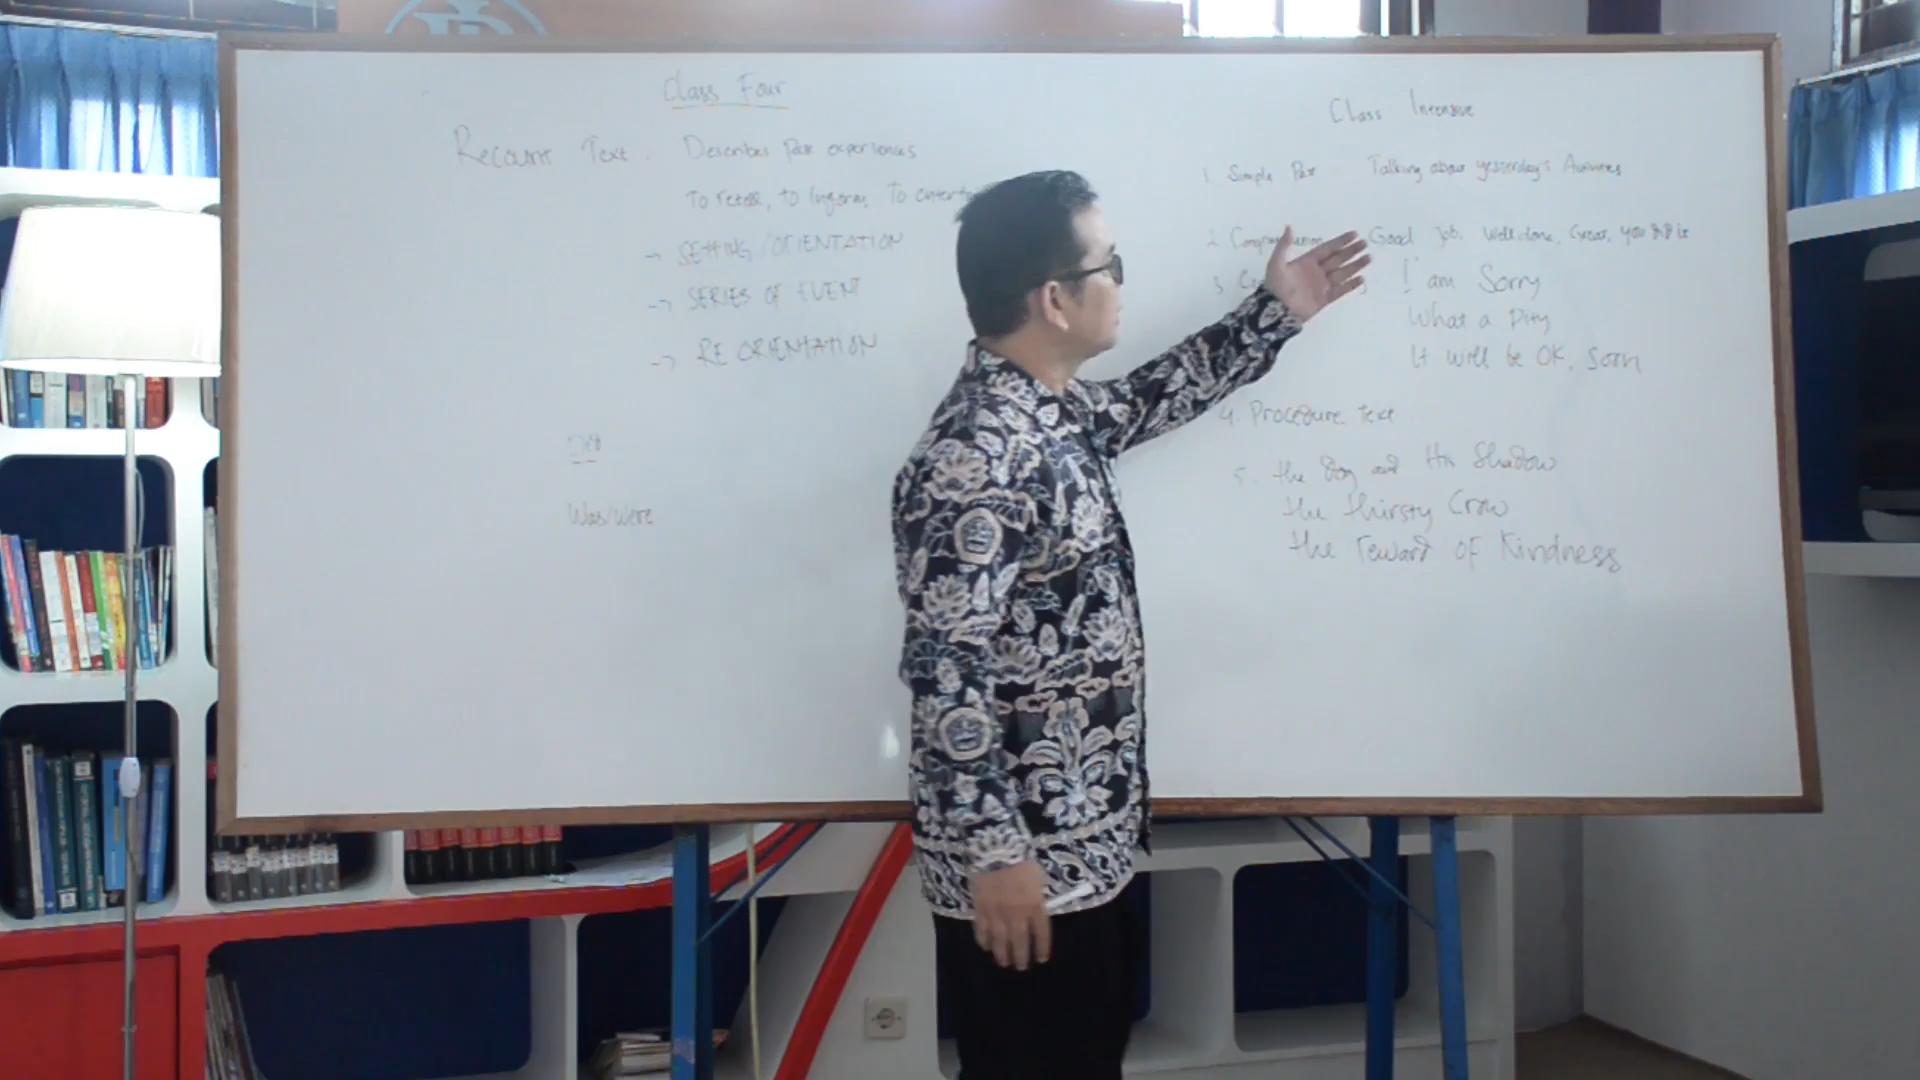 Class Four
Recount Text : Describes Past experiences
To retell, to Inform, To
-> SETTING / ORIENTATION
-> SERIES OF EVENT
-> RE ORIENTATION
Did
Was/Were
Class Intensive
1. Simple Past Talking about yesterday's Activities
2. Good Job, Well done, Great, you did it
3. I'am Sorry
What a Pity
It will be OK, Soon
4. Procedure text
5. the Dog and His Shadow
the thirsty Crow
the reward of Kindness